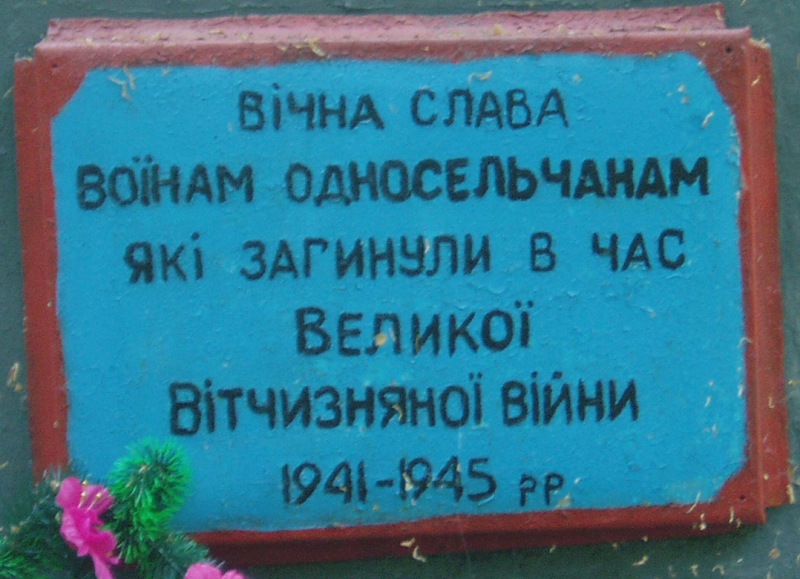 ВІЧНА СЛАВА
ВОЇНАМ ОДНОСЕЛЬЧАНАМ
ЯКІ ЗАГИНУЛИ В ЧАС
ВЕЛИКОЇ
ВІТЧИЗНЯНОЇ ВІЙНИ
1941-1945 рр